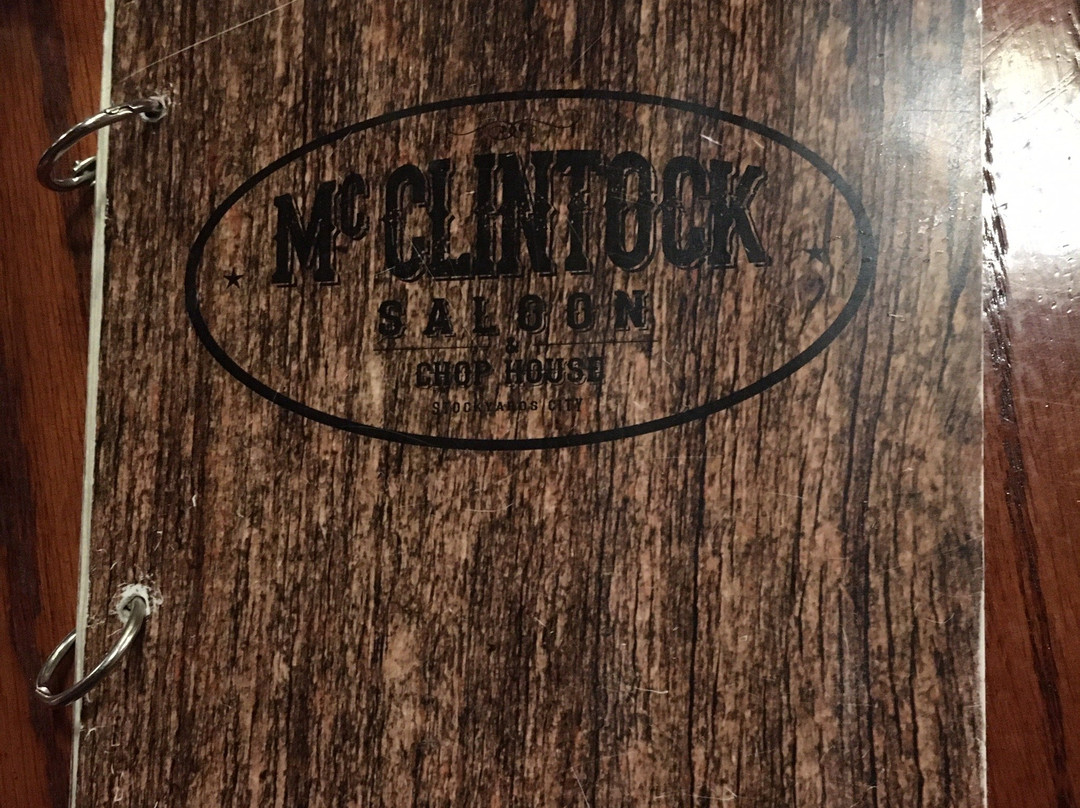 McCLINTOCK
SALOON
&
CHOP HOUSE
STOCKYARDS CITY